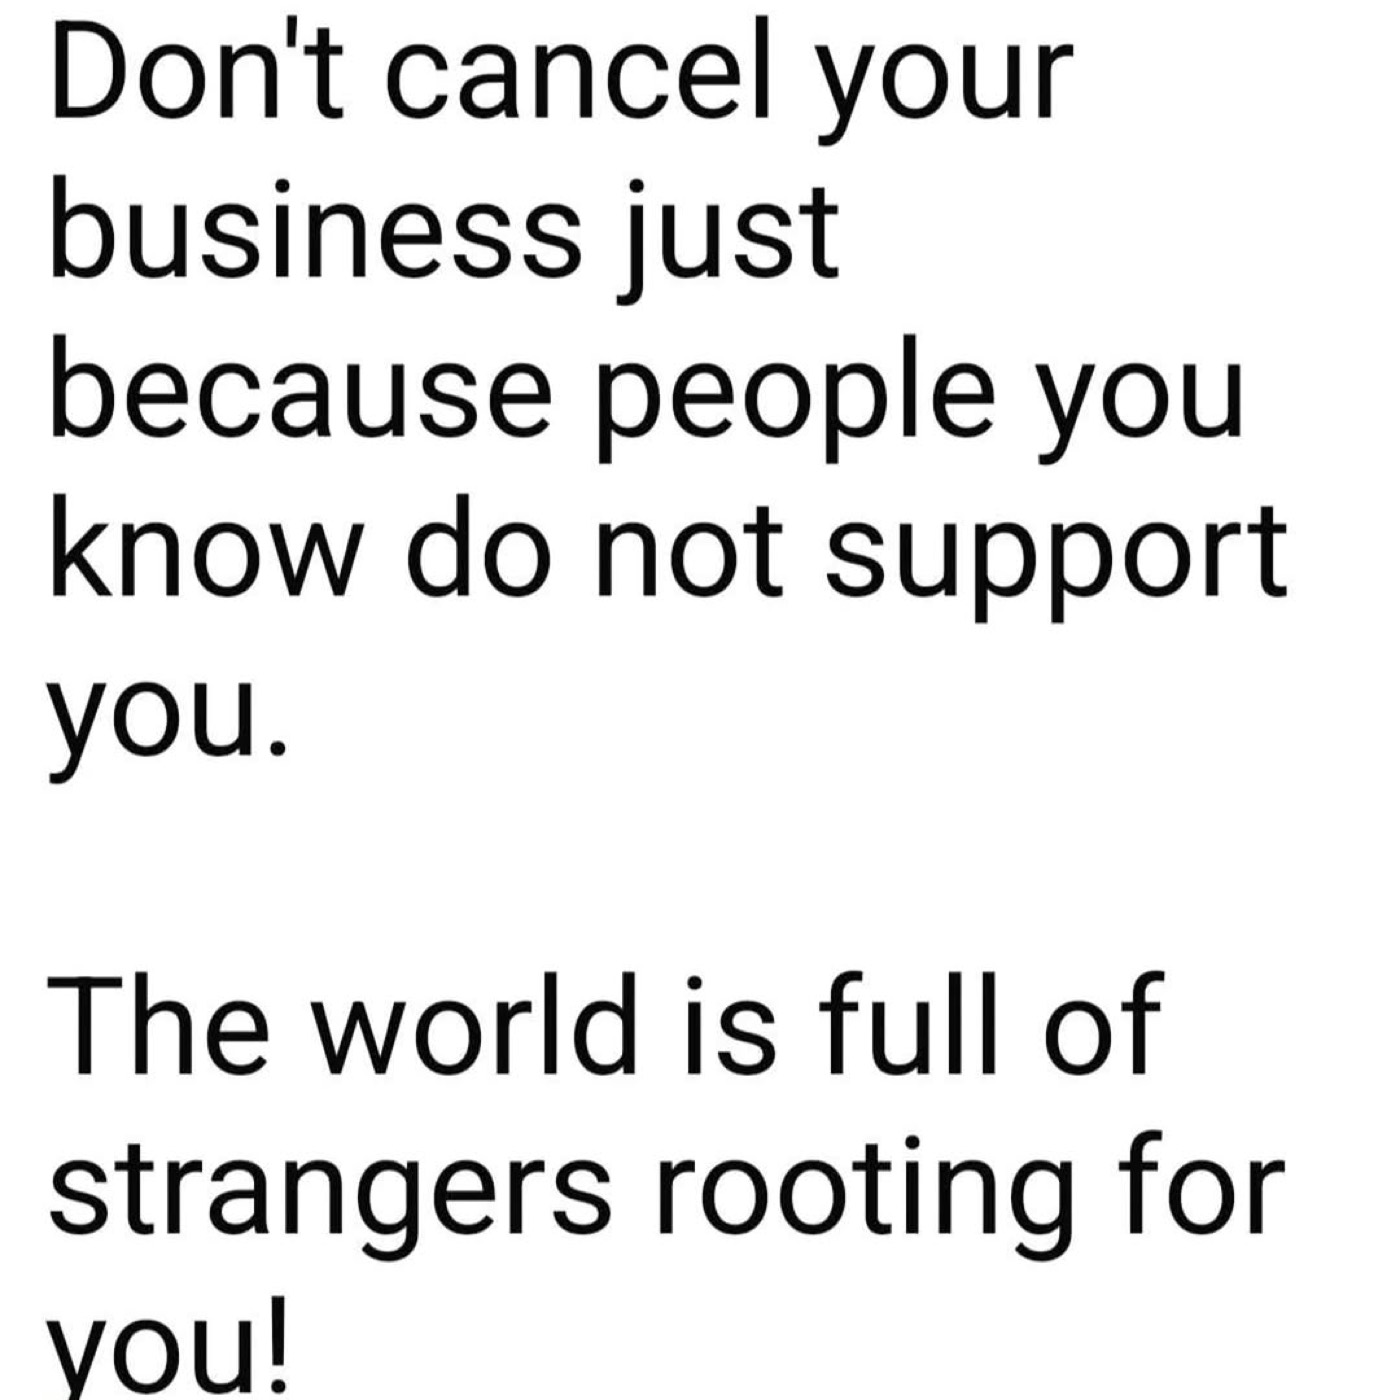 Don't cancel your
business just
because people you
know do not support
you.
The world is full of
strangers rooting for
you!